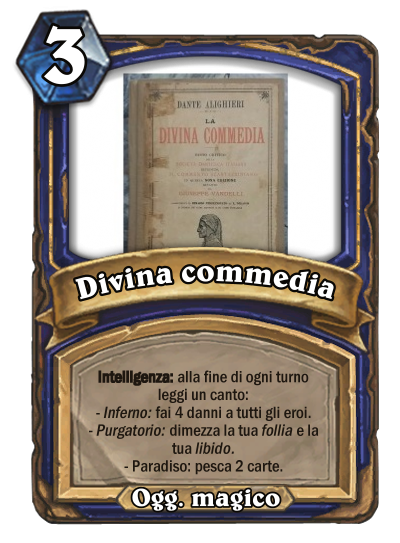 3
DANTE ALIGHIERI
LA
DIVINA COMMEDIA
Divina commedia
Intelligenza: alla fine di ogni turno
leggi un canto:
- Inferno: fai 4 danni a tutti gli eroi.
- Purgatorio: dimezza la tua follia e la
tua libido.
- Paradiso: pesca 2 carte.
Ogg. magico